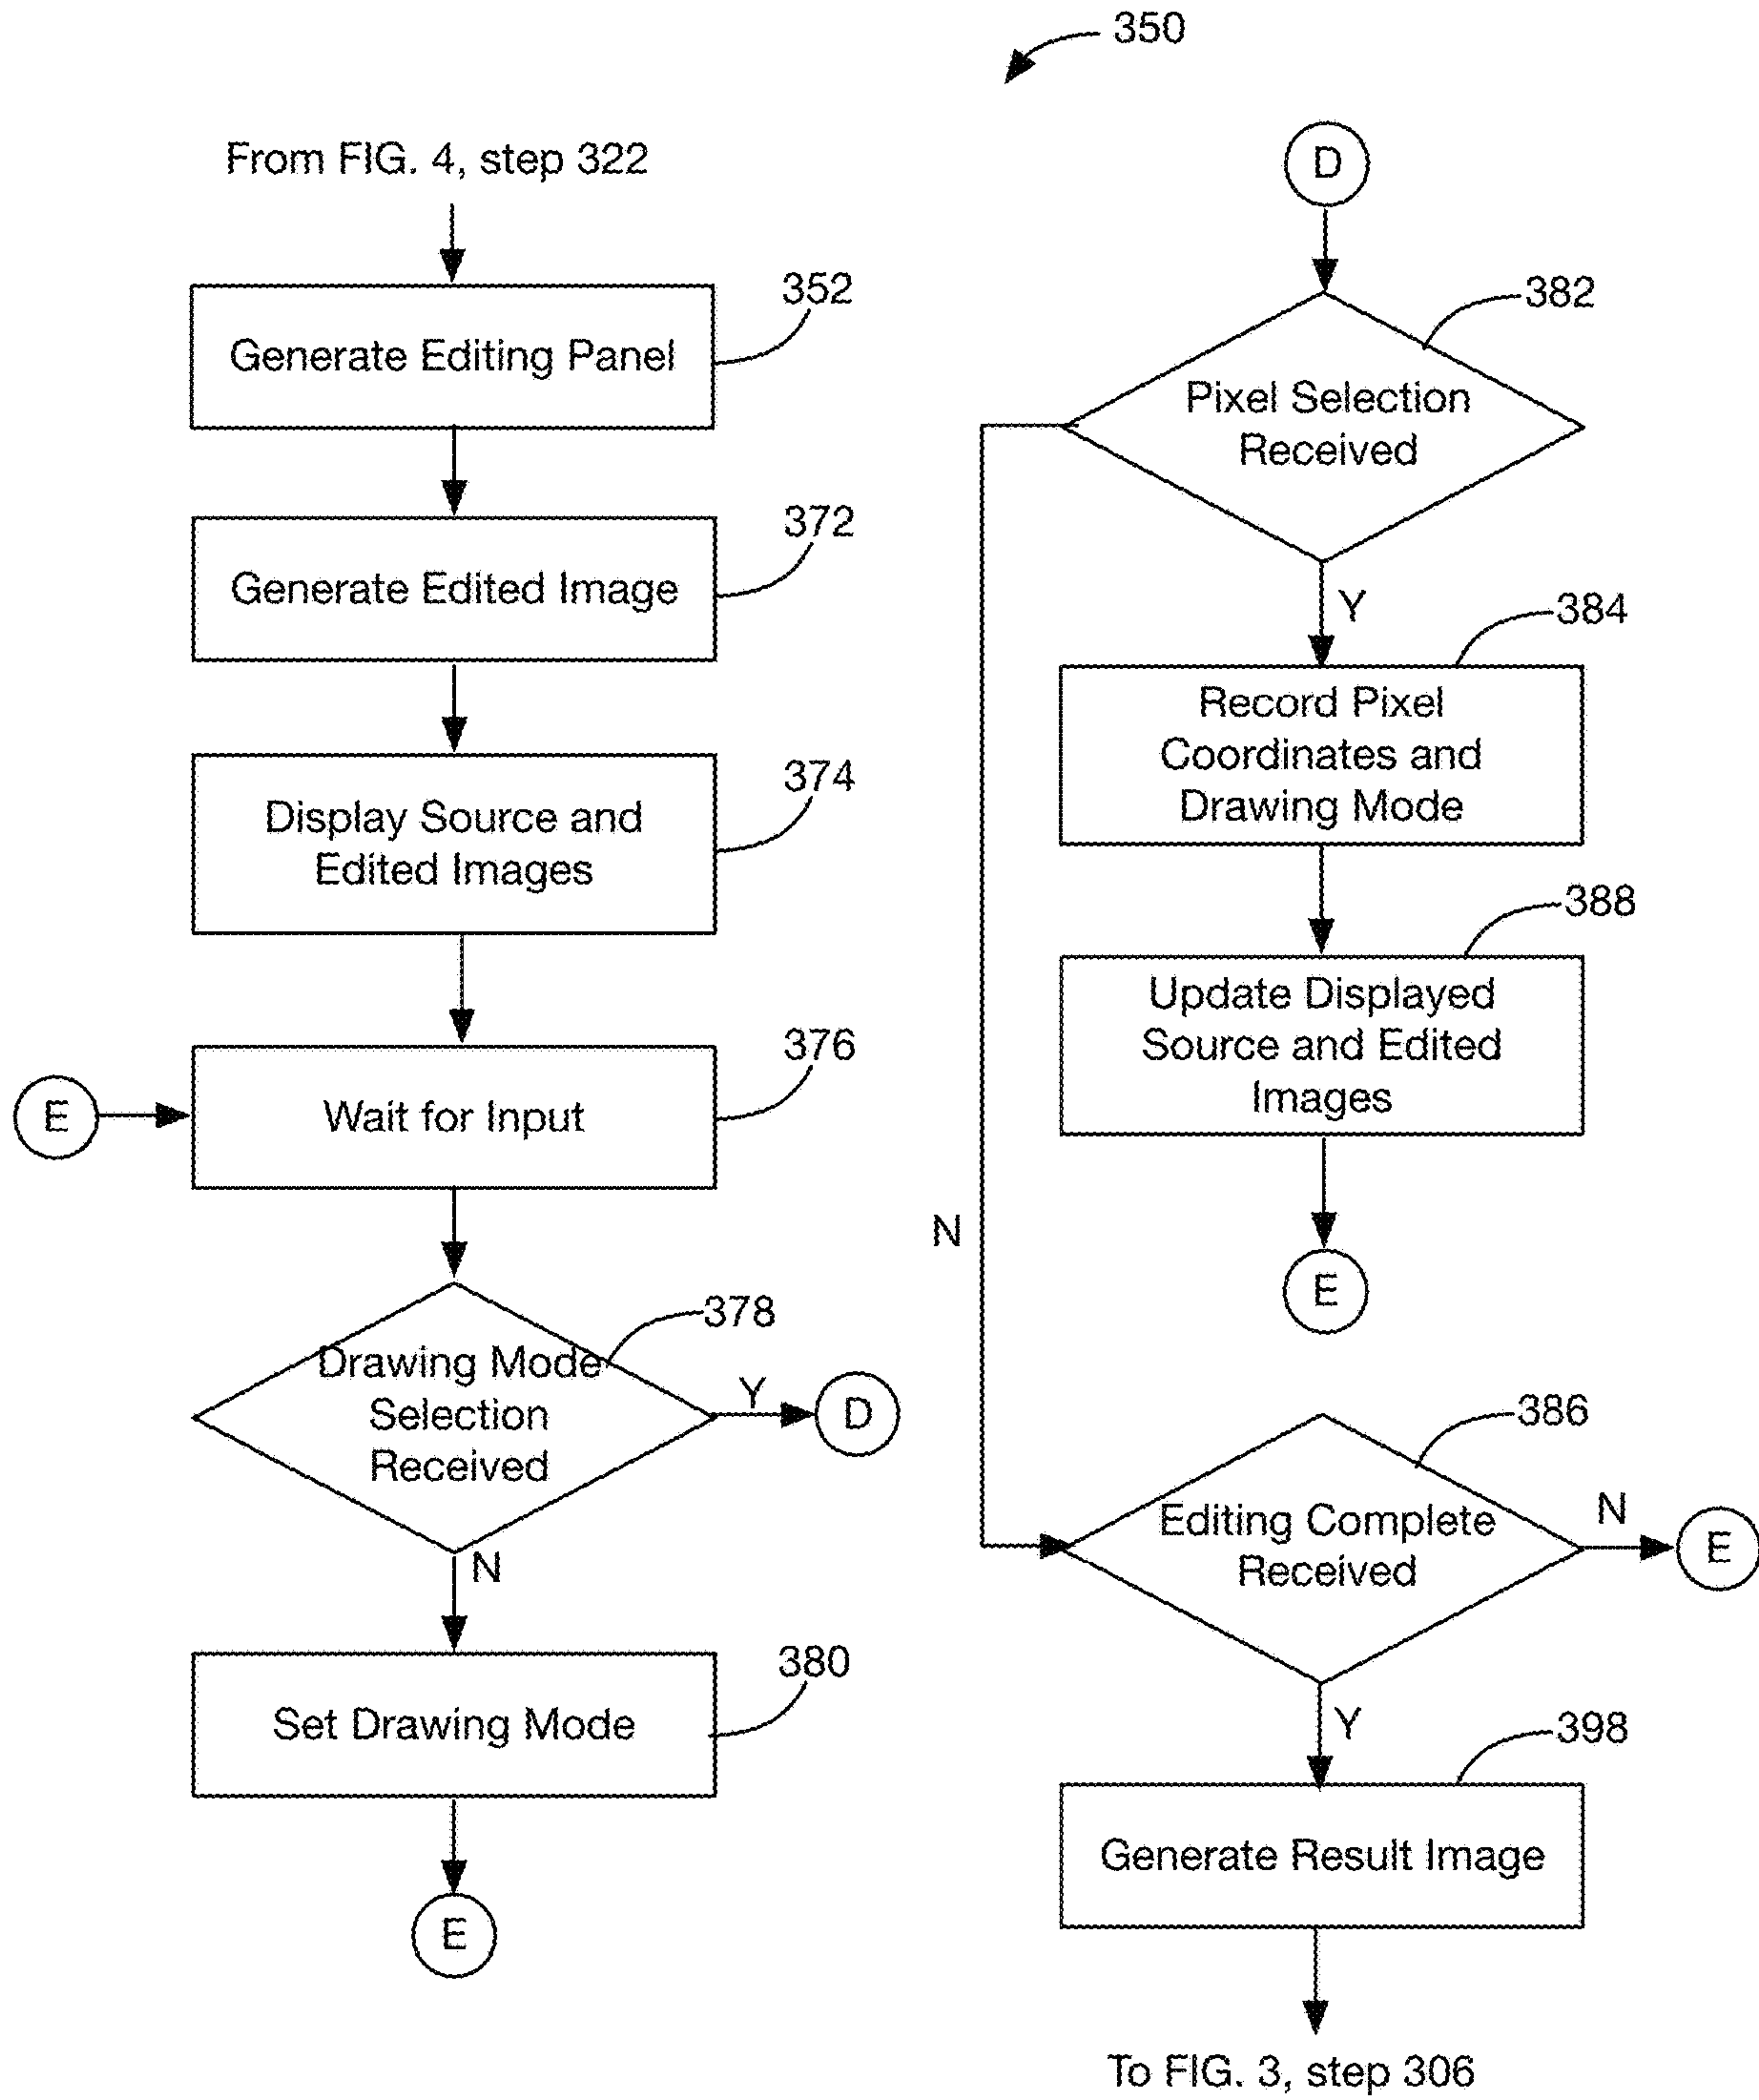 350
From FIG. 4, step 322
352
Generate Editing Panel
372
Generate Edited Image
374
Display Source and
Edited Images
376
E
Wait for Input
378
Drawing Mode
Selection
Received
Y
D
N
380
Set Drawing Mode
E
D
382
Pixel Selection
Received
Y
384
Record Pixel
Coordinates and
Drawing Mode
388
Update Displayed
Source and Edited
Images
N
E
386
Editing Complete
Received
N
E
Y
398
Generate Result Image
To FIG. 3, step 306